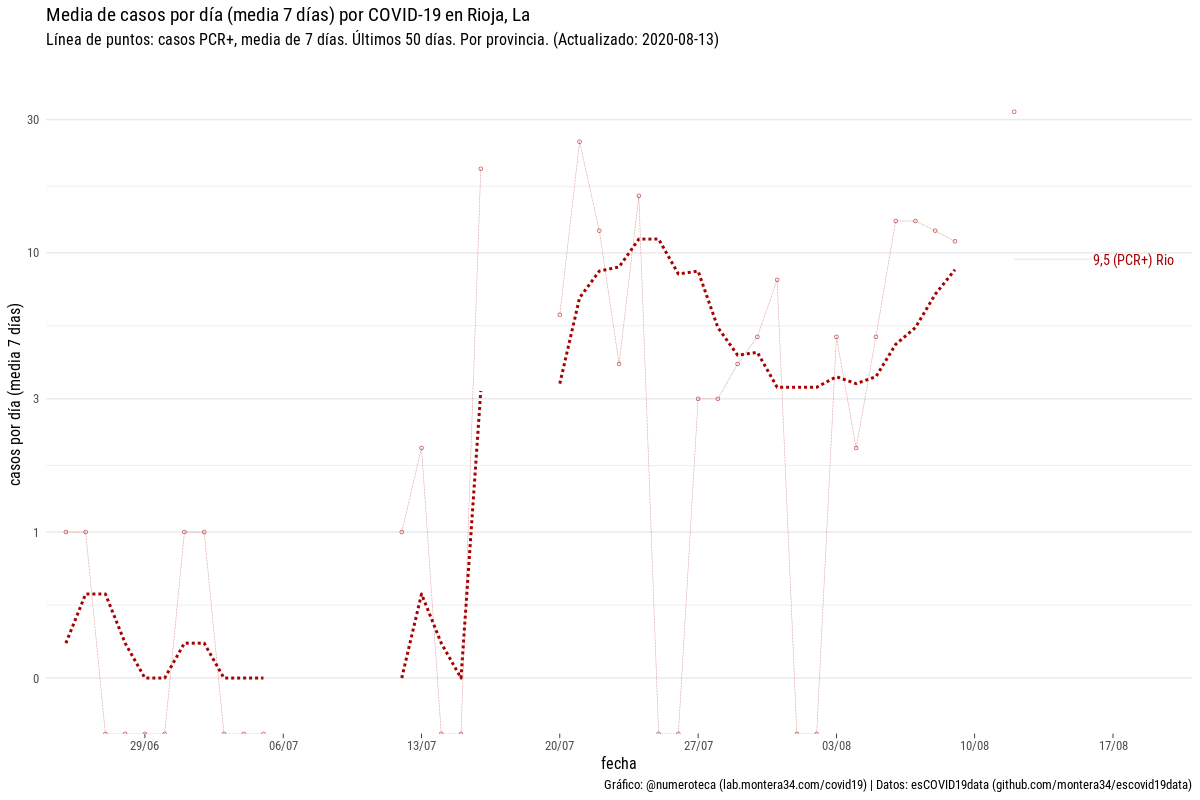 Media de casos por día (media 7 días) por COVID-19 en Rioja, La
Línea de puntos: casos PCR+, media de 7 días. Últimos 50 días. Por provincia. (Actualizado: 2020-08-13)
casos por día (media 7 días)
30
10
3
1
0
9,5 (PCR+) Rio
29/06
06/07
13/07
20/07
27/07
03/08
10/08
17/08
fecha
Gráfico: @numeroteca (lab.montera34.com/covid19) | Datos: esCOVID19data (github.com/montera34/escovid19data)